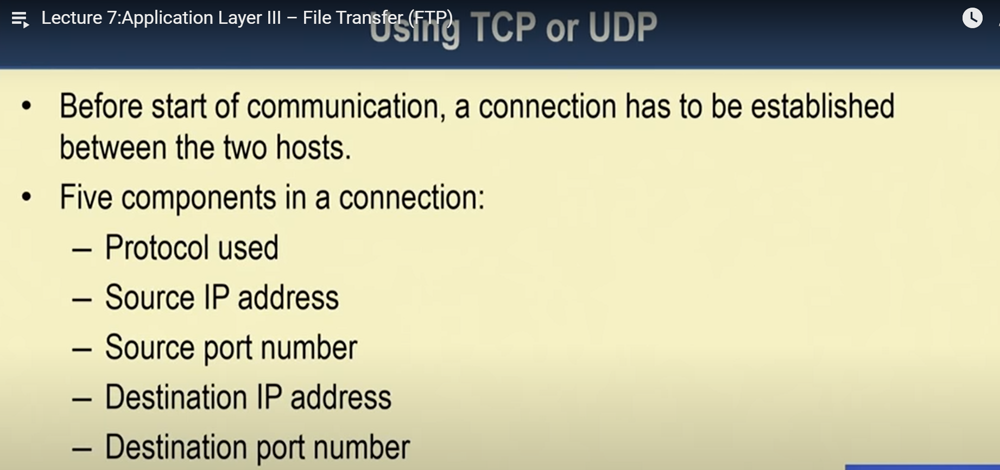 Lecture 7:Application Layer III – File Transfer (FTP)
Using TCP or UDP
• Before start of communication, a connection has to be established
between the two hosts.
• Five components in a connection:
– Protocol used
– Source IP address
– Source port number
– Destination IP address
– Destination port number